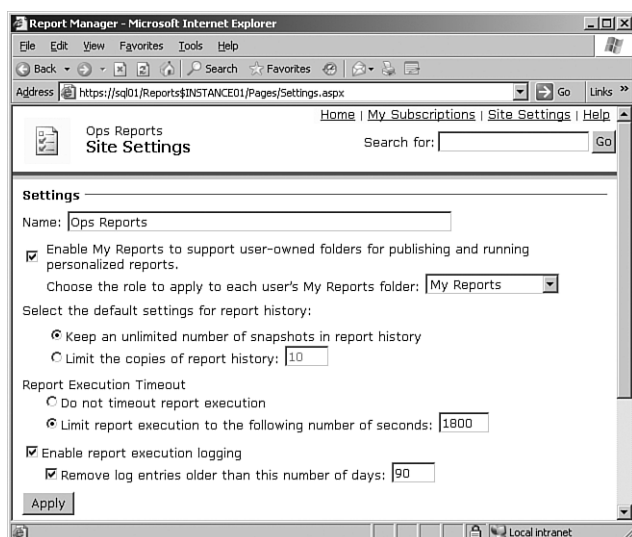 Report Manager - Microsoft Internet Explorer
File Edit View Favorites Tools Help
Back Search Favorites
Address https://sql01/Reports$INSTANCE01/Pages/Settings.aspx Go Links »
Home | My Subscriptions | Site Settings | Help
Ops Reports
Site Settings
Search for: Go
Settings
Name: Ops Reports
Enable My Reports to support user-owned folders for publishing and running
personalized reports.
Choose the role to apply to each user's My Reports folder: My Reports
Select the default settings for report history:
Keep an unlimited number of snapshots in report history
Limit the copies of report history: 10
Report Execution Timeout
Do not timeout report execution
Limit report execution to the following number of seconds: 1800
Enable report execution logging
Remove log entries older than this number of days: 90
Apply
Local intranet